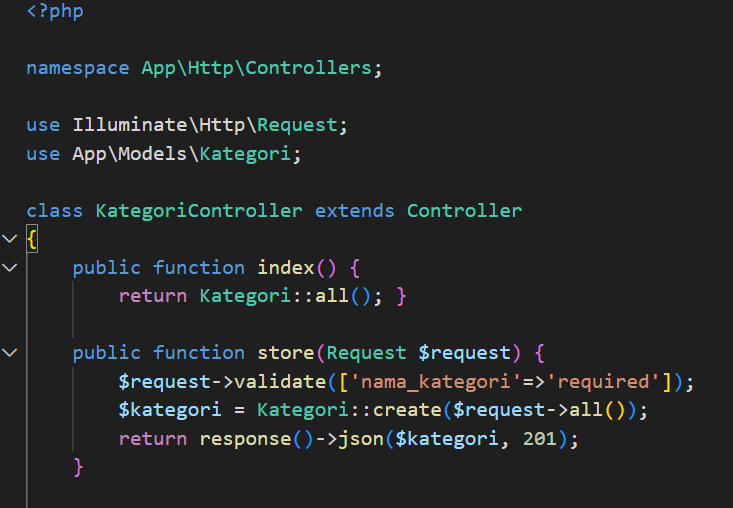 <?php
namespace App\Http\Controllers;
use Illuminate\Http\Request;
use App\Models\Kategori;
class KategoriController extends Controller
{
    public function index() {
        return Kategori::all(); }
    public function store(Request $request) {
        $request->validate(['nama_kategori'=>'required']);
        $kategori = Kategori::create($request->all());
        return response()->json($kategori, 201);
    }